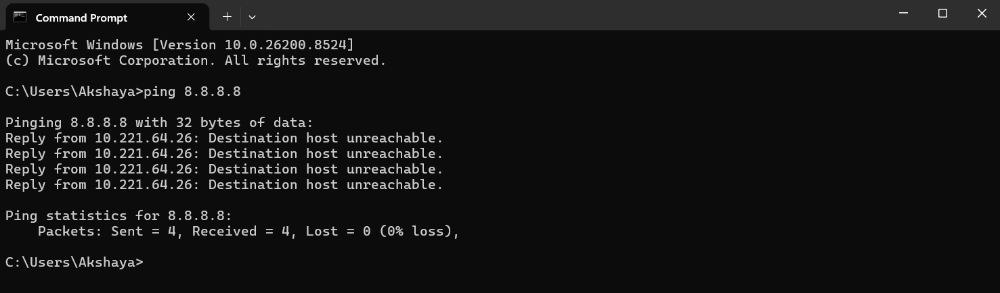 Command Prompt
Microsoft Windows [Version 10.0.26200.8524]
(c) Microsoft Corporation. All rights reserved.
C:\Users\Akshaya>ping 8.8.8.8
Pinging 8.8.8.8 with 32 bytes of data:
Reply from 10.221.64.26: Destination host unreachable.
Reply from 10.221.64.26: Destination host unreachable.
Reply from 10.221.64.26: Destination host unreachable.
Reply from 10.221.64.26: Destination host unreachable.
Ping statistics for 8.8.8.8:
    Packets: Sent = 4, Received = 4, Lost = 0 (0% loss),
C:\Users\Akshaya>